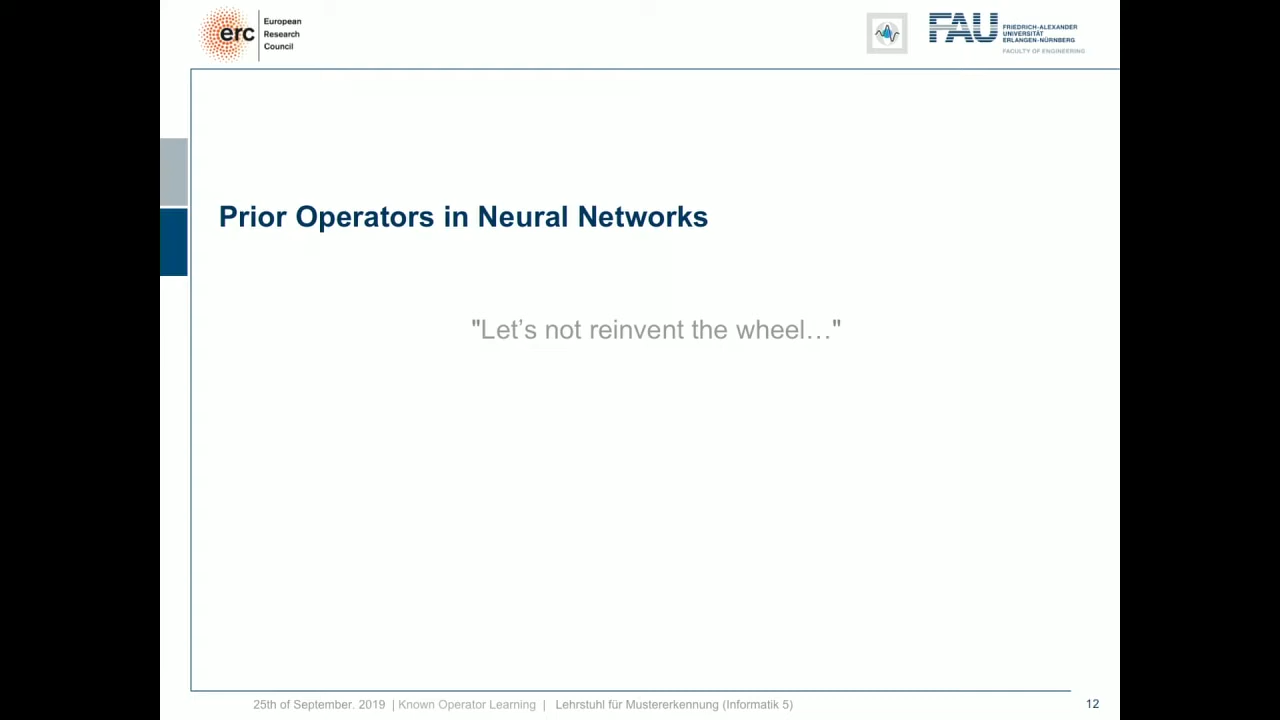 erc
European
Research
Council
FAU
FRIEDRICH-ALEXANDER
UNIVERSITÄT
ERLANGEN-NÜRNBERG
FACULTY OF ENGINEERING
Prior Operators in Neural Networks
"Let’s not reinvent the wheel…"
25th of September. 2019 | Known Operator Learning | Lehrstuhl für Mustererkennung (Informatik 5)
12